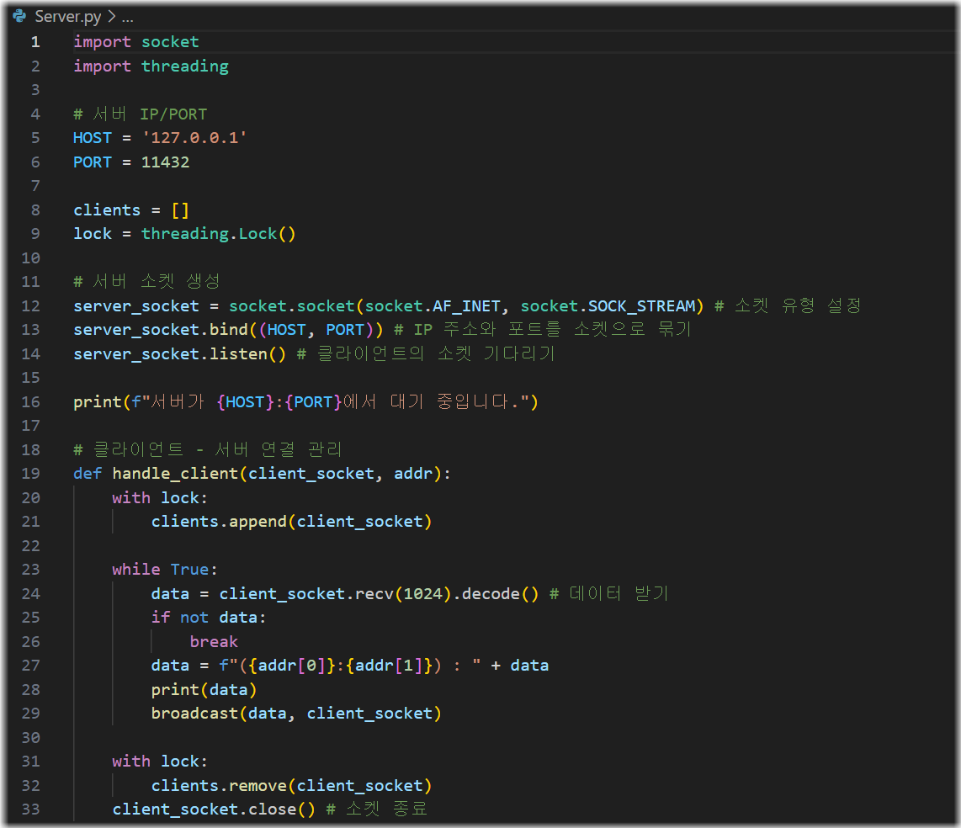 Server.py > ...
1 import socket
2 import threading
3
4 # 서버 IP/PORT
5 HOST = '127.0.0.1'
6 PORT = 11432
7
8 clients = []
9 lock = threading.Lock()
10
11 # 서버 소켓 생성
12 server_socket = socket.socket(socket.AF_INET, socket.SOCK_STREAM) # 소켓 유형 설정
13 server_socket.bind((HOST, PORT)) # IP 주소와 포트를 소켓으로 묶기
14 server_socket.listen() # 클라이언트의 소켓 기다리기
15
16 print(f"서버가 {HOST}:{PORT}에서 대기 중입니다.")
17
18 # 클라이언트 - 서버 연결 관리
19 def handle_client(client_socket, addr):
20     with lock:
21         clients.append(client_socket)
22
23     while True:
24         data = client_socket.recv(1024).decode() # 데이터 받기
25         if not data:
26             break
27         data = f"({addr[0]}:{addr[1]}) : " + data
28         print(data)
29         broadcast(data, client_socket)
30
31     with lock:
32         clients.remove(client_socket)
33     client_socket.close() # 소켓 종료